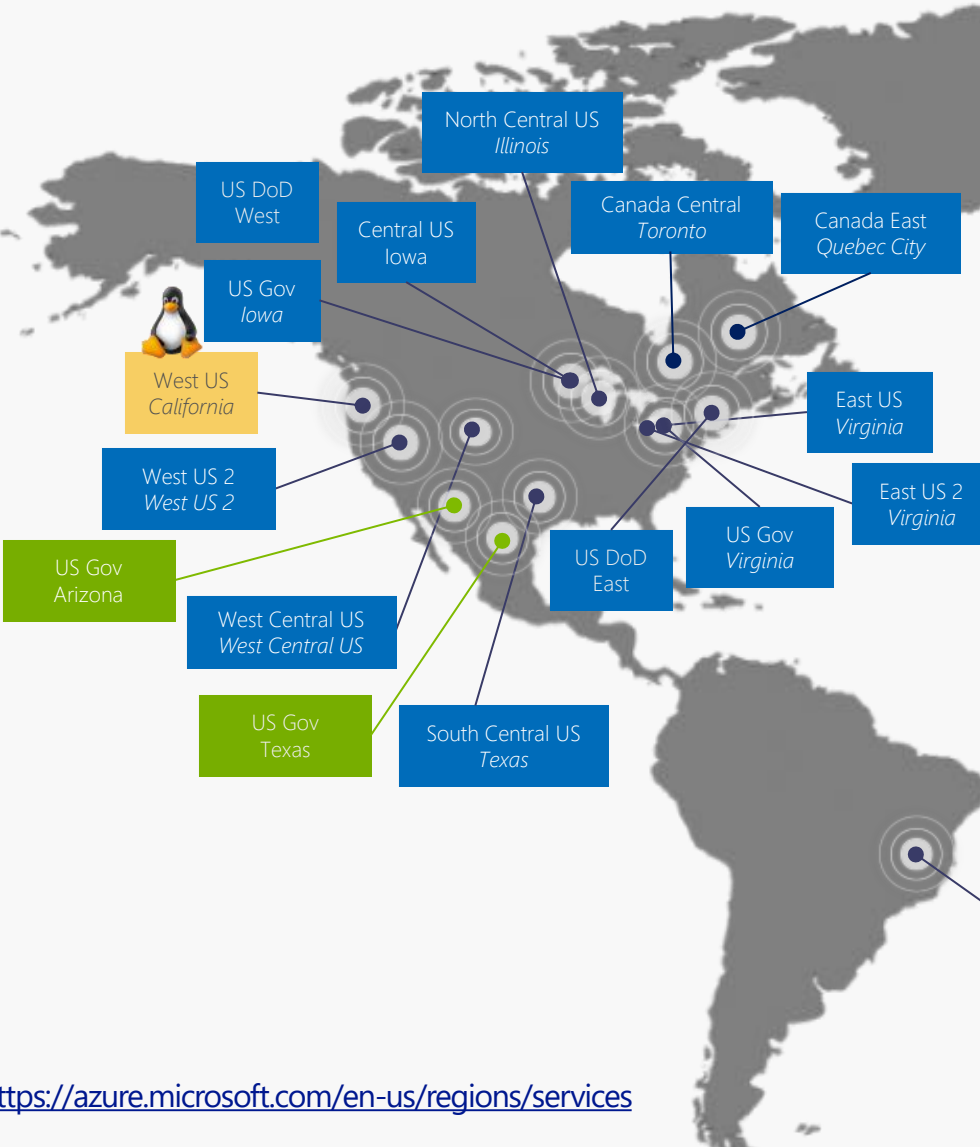 North Central US
Illinois
US DoD
West
Canada Central
Toronto
Canada East
Quebec City
Central US
Iowa
US Gov
Iowa
West US
California
East US
Virginia
West US 2
West US 2
East US 2
Virginia
US Gov
Virginia
US DoD
East
US Gov
Arizona
West Central US
West Central US
US Gov
Texas
South Central US
Texas
ttps://azure.microsoft.com/en-us/regions/services